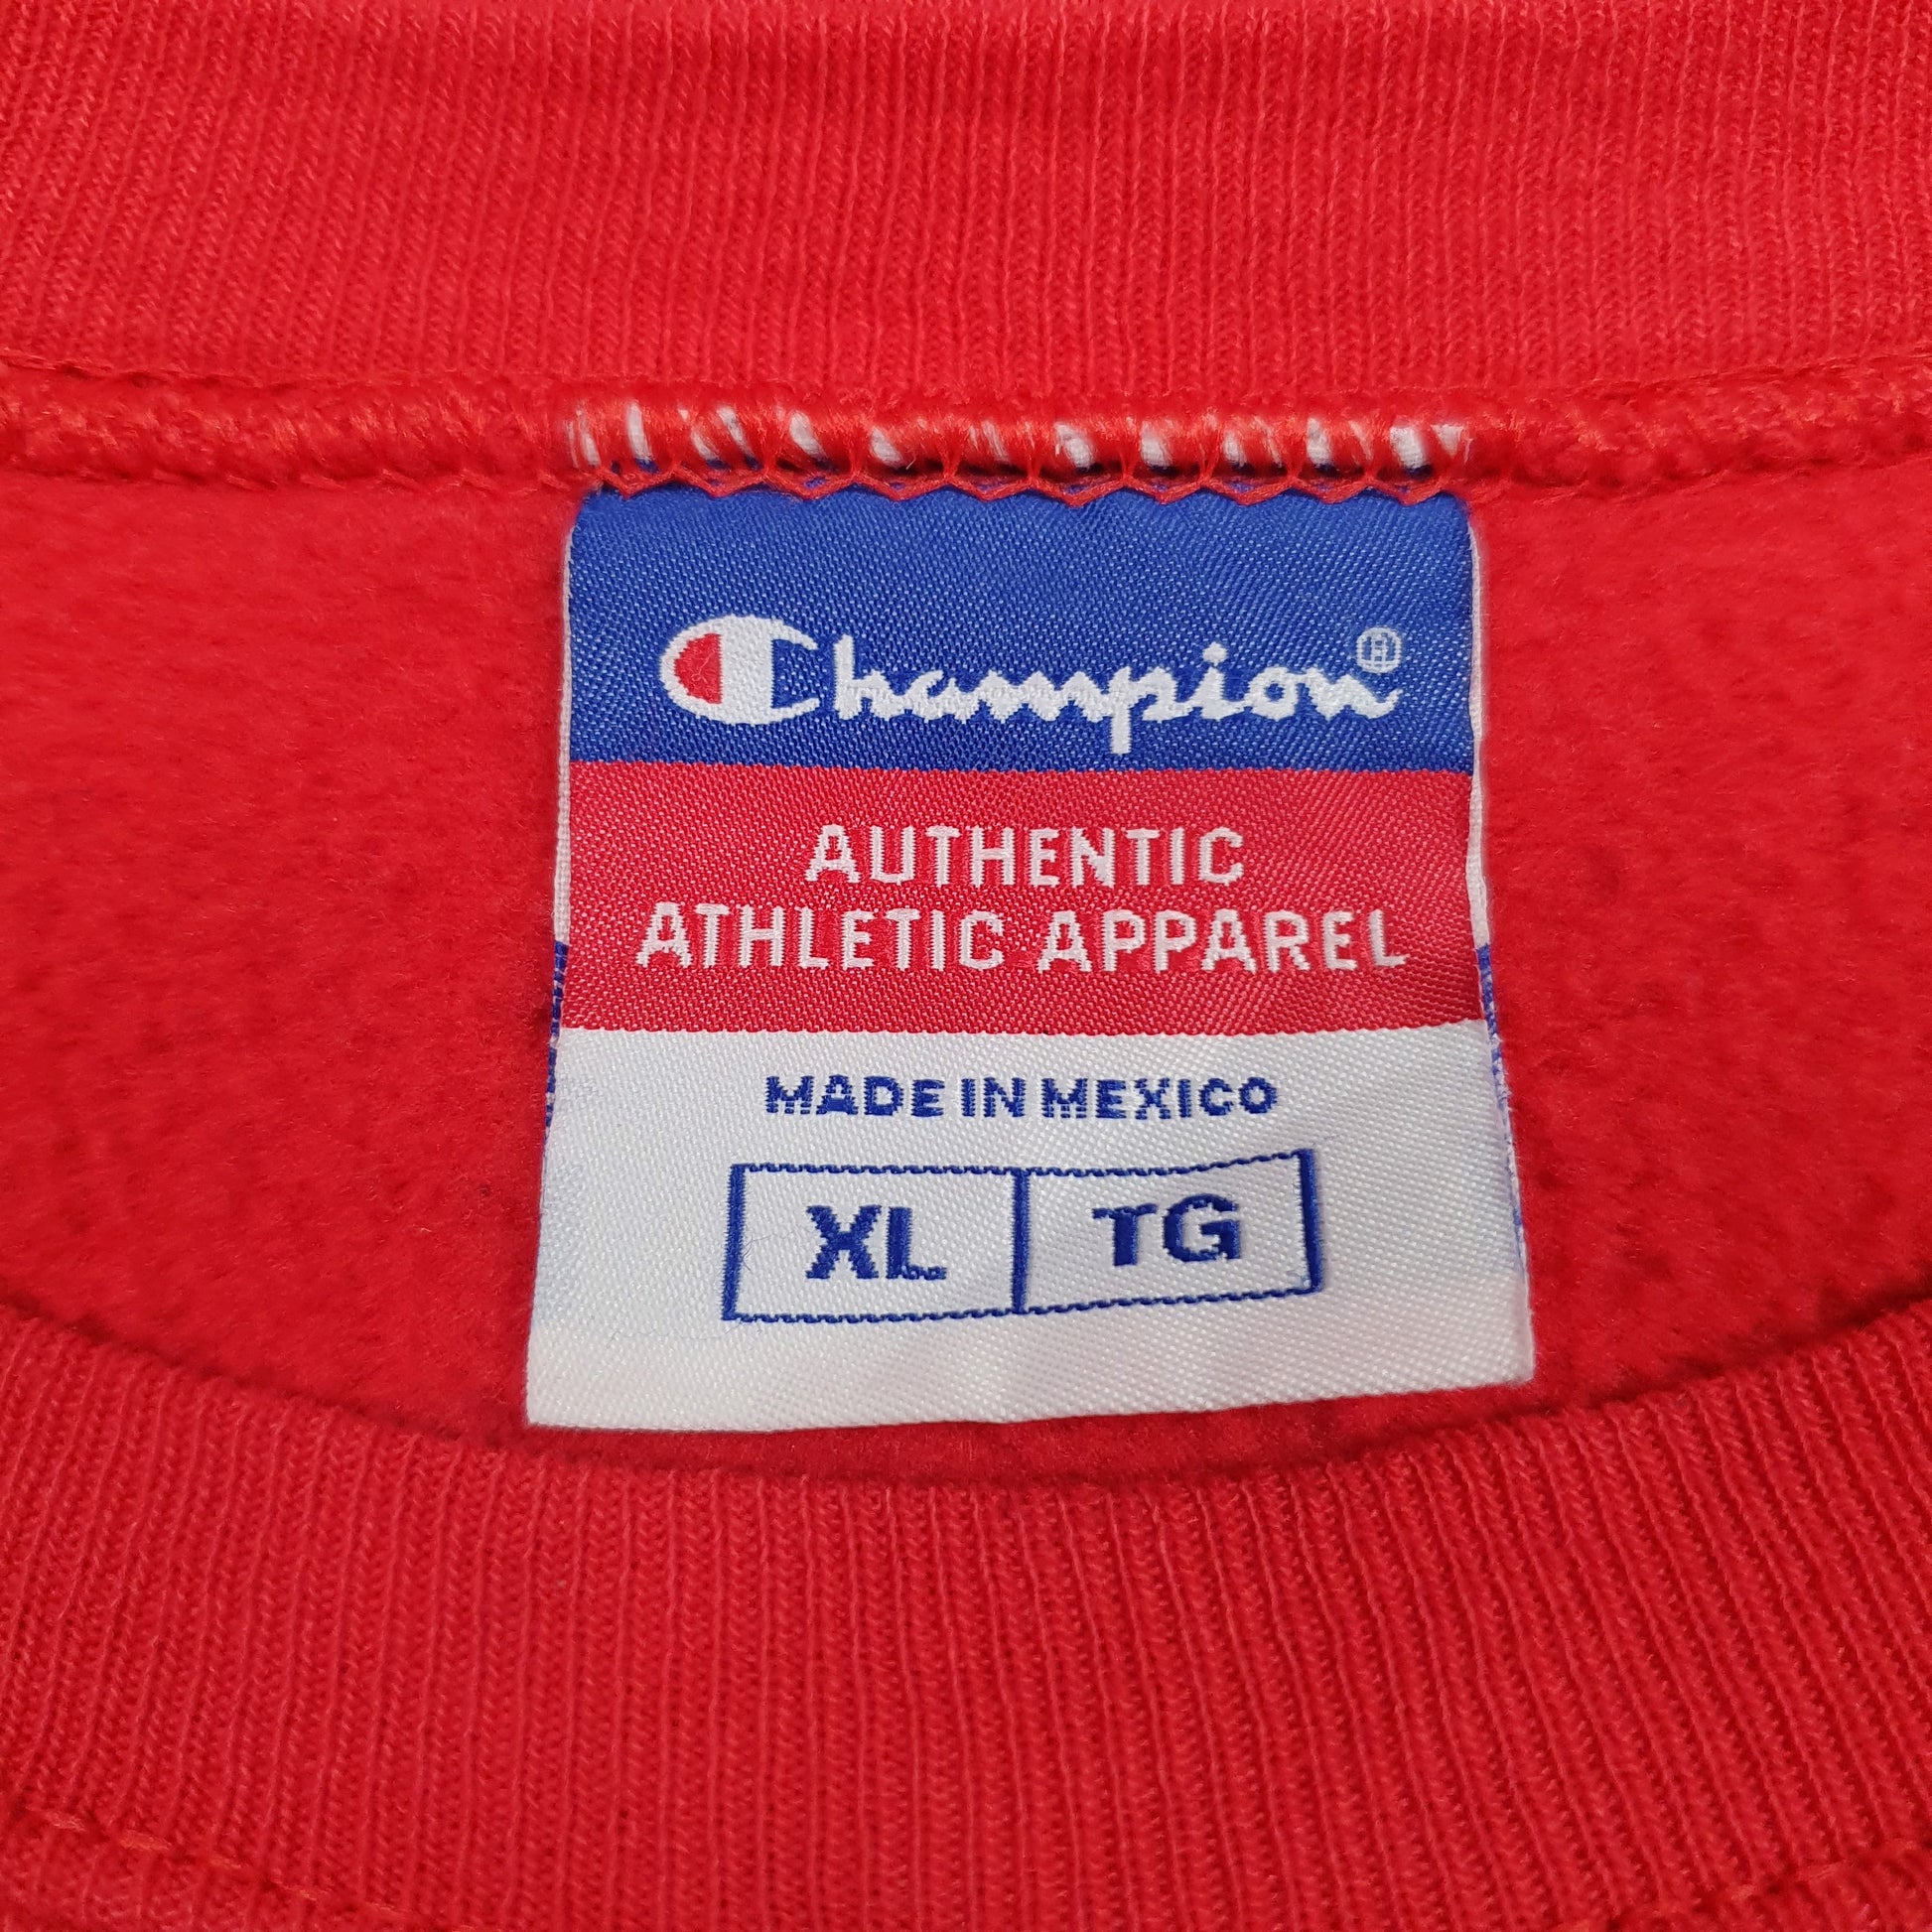 Champion®
AUTHENTIC
ATHLETIC APPAREL
MADE IN MEXICO
XL TG